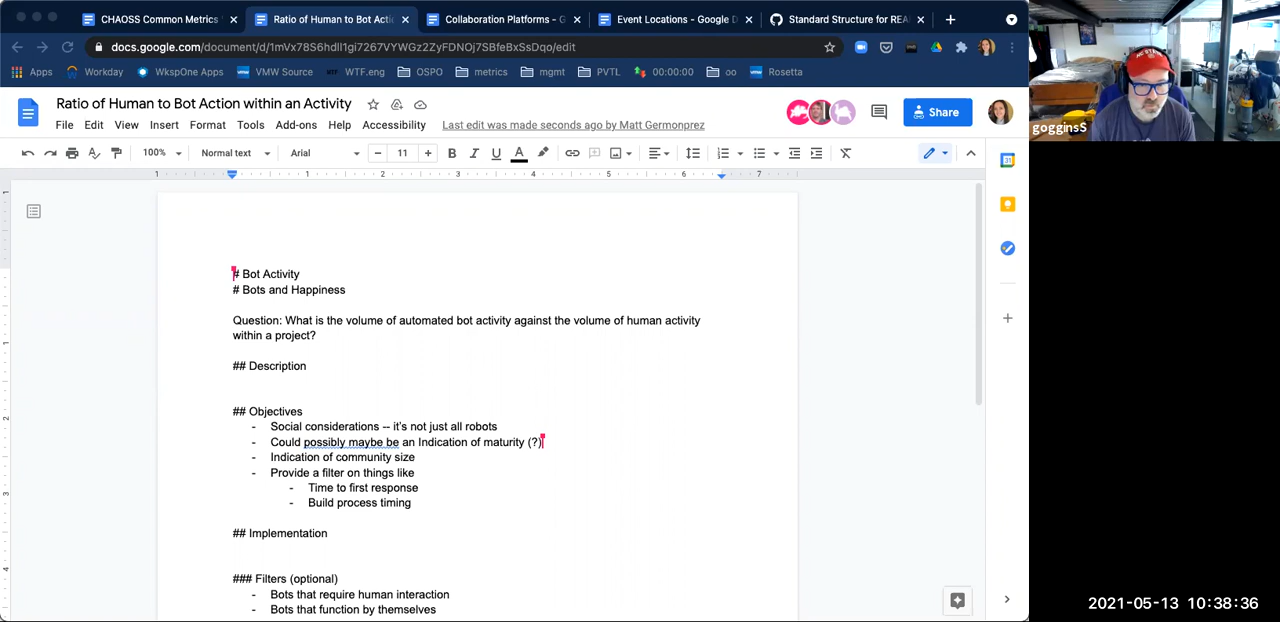 CHAOSS Common Metrics
Ratio of Human to Bot Acti
Collaboration Platforms - G
Event Locations - Google D
Standard Structure for REA
docs.google.com/document/d/1mVx78S6hdlI1gi7267VYWGz2ZyFDNOj7SBfeBxSsDqo/edit
Apps
Workday
WkspOne Apps
VMW Source
WTF.eng
OSPO
metrics
mgmt
PVTL
00:00:00
oo
Rosetta
Ratio of Human to Bot Action within an Activity
File Edit View Insert Format Tools Add-ons Help Accessibility
Last edit was made seconds ago by Matt Germonprez
Share
100% Normal text Arial 11
# Bot Activity
# Bots and Happiness
Question: What is the volume of automated bot activity against the volume of human activity
within a project?
## Description
## Objectives
- Social considerations -- it's not just all robots
- Could possibly maybe be an Indication of maturity (?)
- Indication of community size
- Provide a filter on things like
- Time to first response
- Build process timing
## Implementation
### Filters (optional)
- Bots that require human interaction
- Bots that function by themselves
gogginsS
2021-05-13 10:38:36